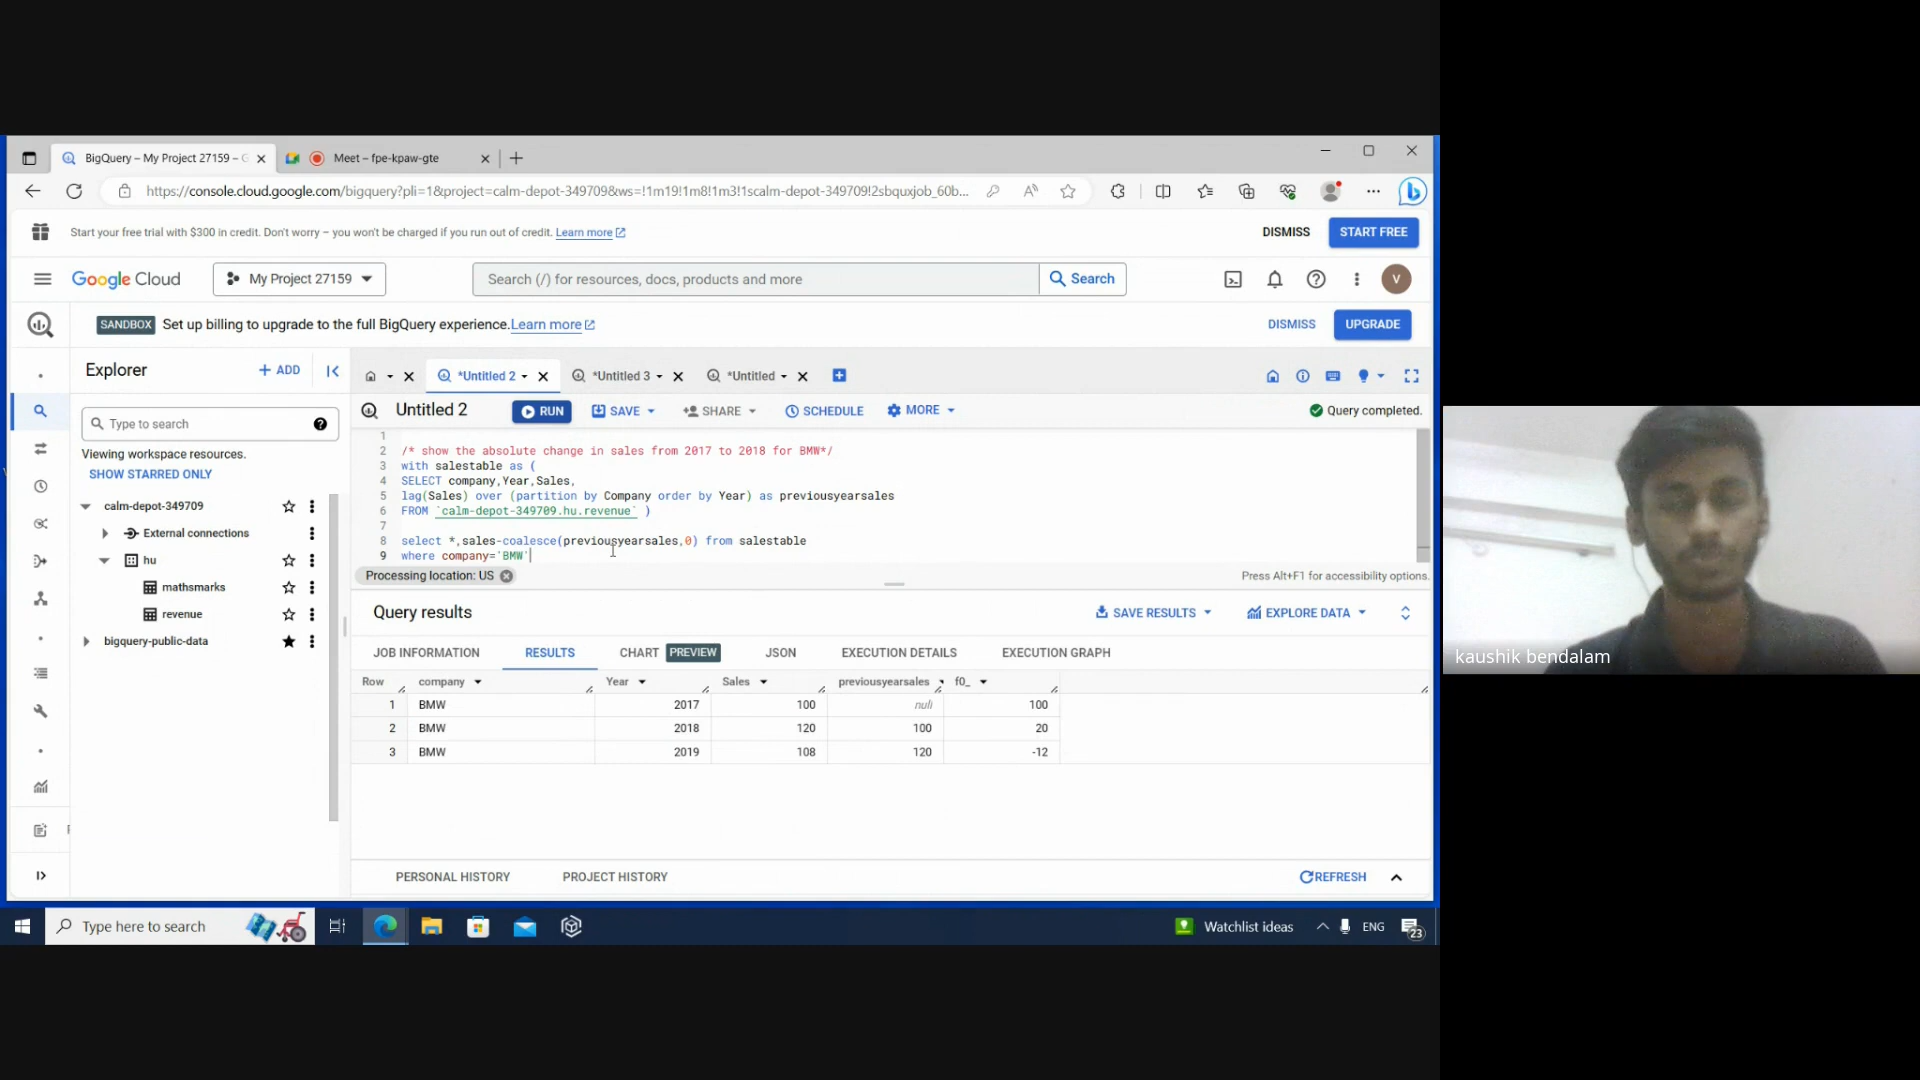 BigQuery – My Project 27159 – G
Meet – fpe-kpaw-gte
https://console.cloud.google.com/bigquery?pli=1&project=calm-depot-349709&ws=!1m19!1m8!1m3!1scalm-depot-349709!2sbquxjob_60b...
Start your free trial with $300 in credit. Don't worry – you won't be charged if you run out of credit. Learn more
DISMISS
START FREE
Google Cloud
My Project 27159
Search (/) for resources, docs, products and more
Search
V
SANDBOX Set up billing to upgrade to the full BigQuery experience. Learn more
DISMISS
UPGRADE
Explorer
+ ADD
*Untitled 2
*Untitled 3
*Untitled
Untitled 2
RUN
SAVE
SHARE
SCHEDULE
MORE
Query completed.
Type to search
Viewing workspace resources.
SHOW STARRED ONLY
calm-depot-349709
External connections
hu
mathsmarks
revenue
bigquery-public-data
1
2 /* show the absolute change in sales from 2017 to 2018 for BMW*/
3 with salestable as (
4 SELECT company,Year,Sales,
5 lag(Sales) over (partition by Company order by Year) as previousyearsales
6 FROM `calm-depot-349709.hu.revenue` )
7
8 select *,sales-coalesce(previousyearsales,0) from salestable
9 where company='BMW'
Processing location: US
Press Alt+F1 for accessibility options.
Query results
SAVE RESULTS
EXPLORE DATA
JOB INFORMATION
RESULTS
CHART PREVIEW
JSON
EXECUTION DETAILS
EXECUTION GRAPH
Row company Year Sales previousyearsales f0_
1 BMW 2017 100 null 100
2 BMW 2018 120 100 20
3 BMW 2019 108 120 -12
PERSONAL HISTORY
PROJECT HISTORY
REFRESH
Type here to search
Watchlist ideas
ENG
23
kaushik bendalam